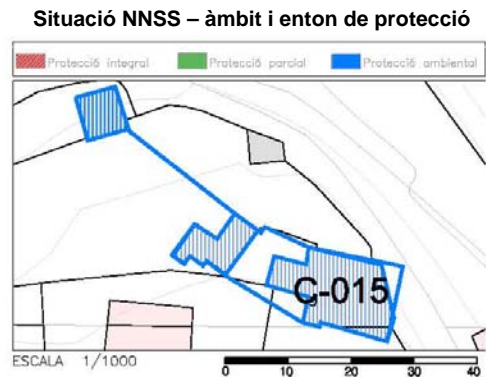 Situació NNSS – àmbit i enton de protecció
Protecció integral Protecció parcial Protecció ambiental
C-015
ESCALA 1/1000
0 10 20 30 40